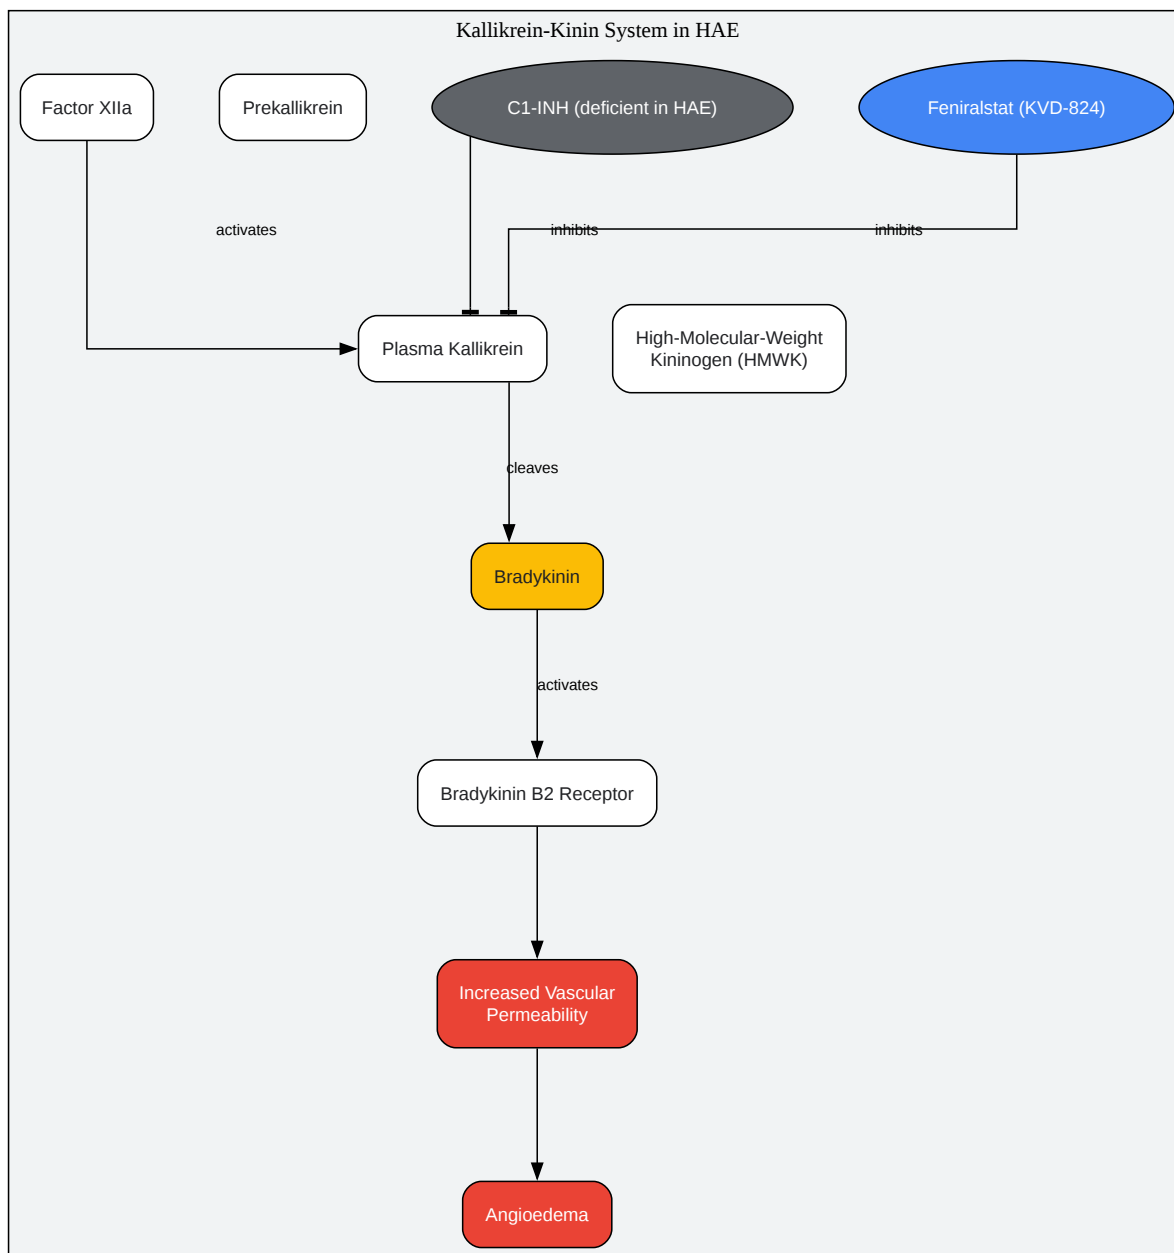 Kallikrein-Kinin System in HAE
Factor XIIa
Prekallikrein
C1-INH (deficient in HAE)
Feniralstat (KVD-824)
activates
inhibits
inhibits
Plasma Kallikrein
High-Molecular-Weight
Kininogen (HMWK)
cleaves
Bradykinin
activates
Bradykinin B2 Receptor
Increased Vascular
Permeability
Angioedema